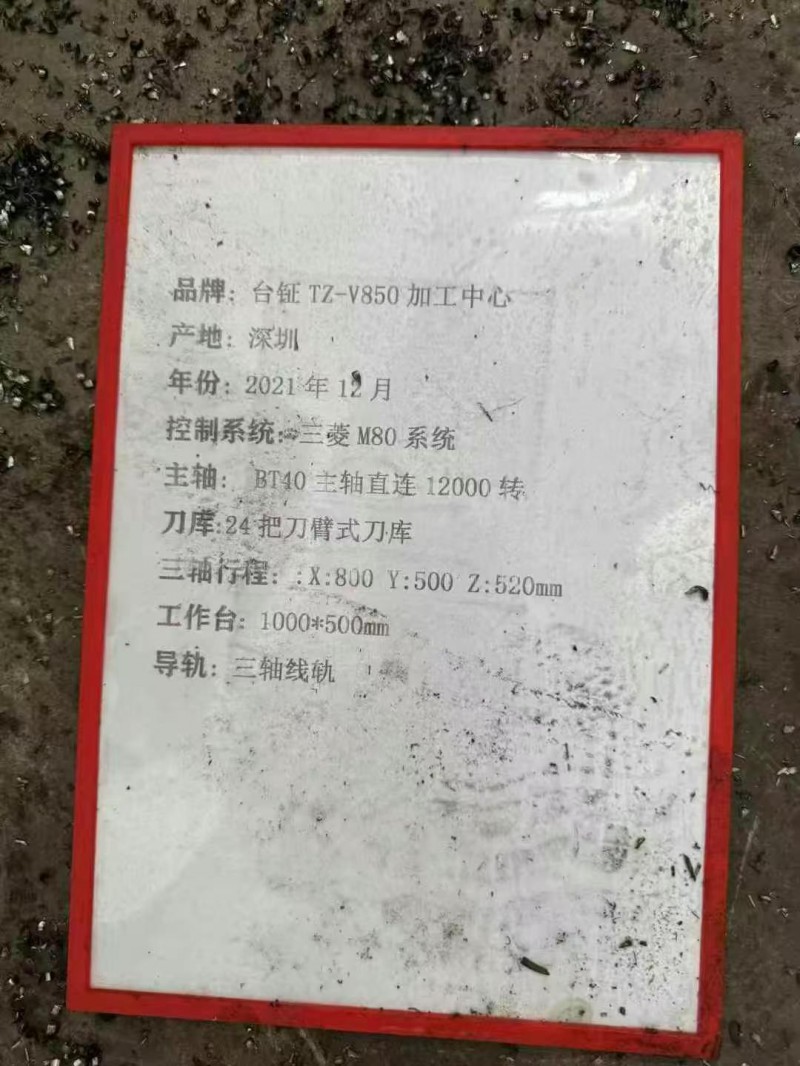 品牌：台钲 TZ-V850 加工中心
产地：深圳
年份：2021 年 12 月
控制系统：三菱 M80 系统
主轴： BT40 主轴直连 12000 转
刀库:24 把刀臂式刀库
三轴行程：:X:800 Y:500 Z:520mm
工作台：1000*500mm
导轨：三轴线轨